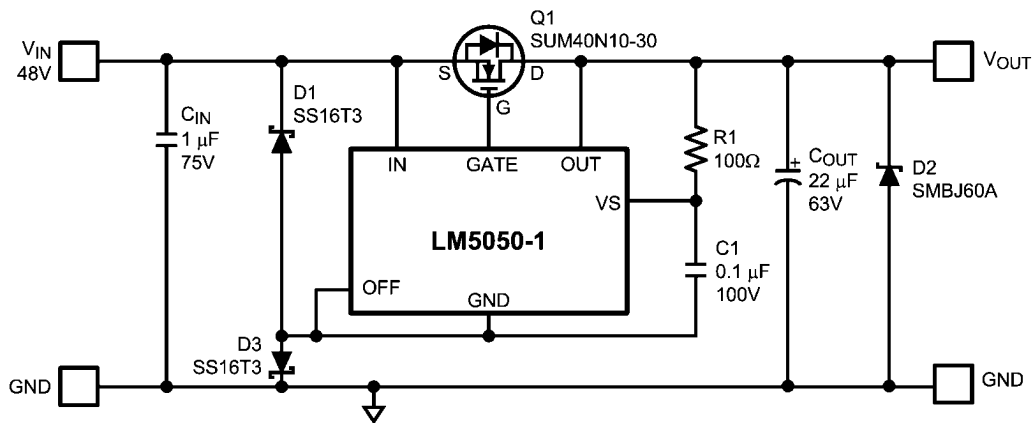 Q1
SUM40N10-30
VIN
48V
S
D
G
VOUT
D1
SS16T3
CIN
1 μF
75V
IN
GATE
OUT
R1
100Ω
COUT
+
22 μF
63V
D2
SMBJ60A
VS
LM5050-1
C1
0.1 μF
100V
OFF
GND
D3
SS16T3
GND
GND